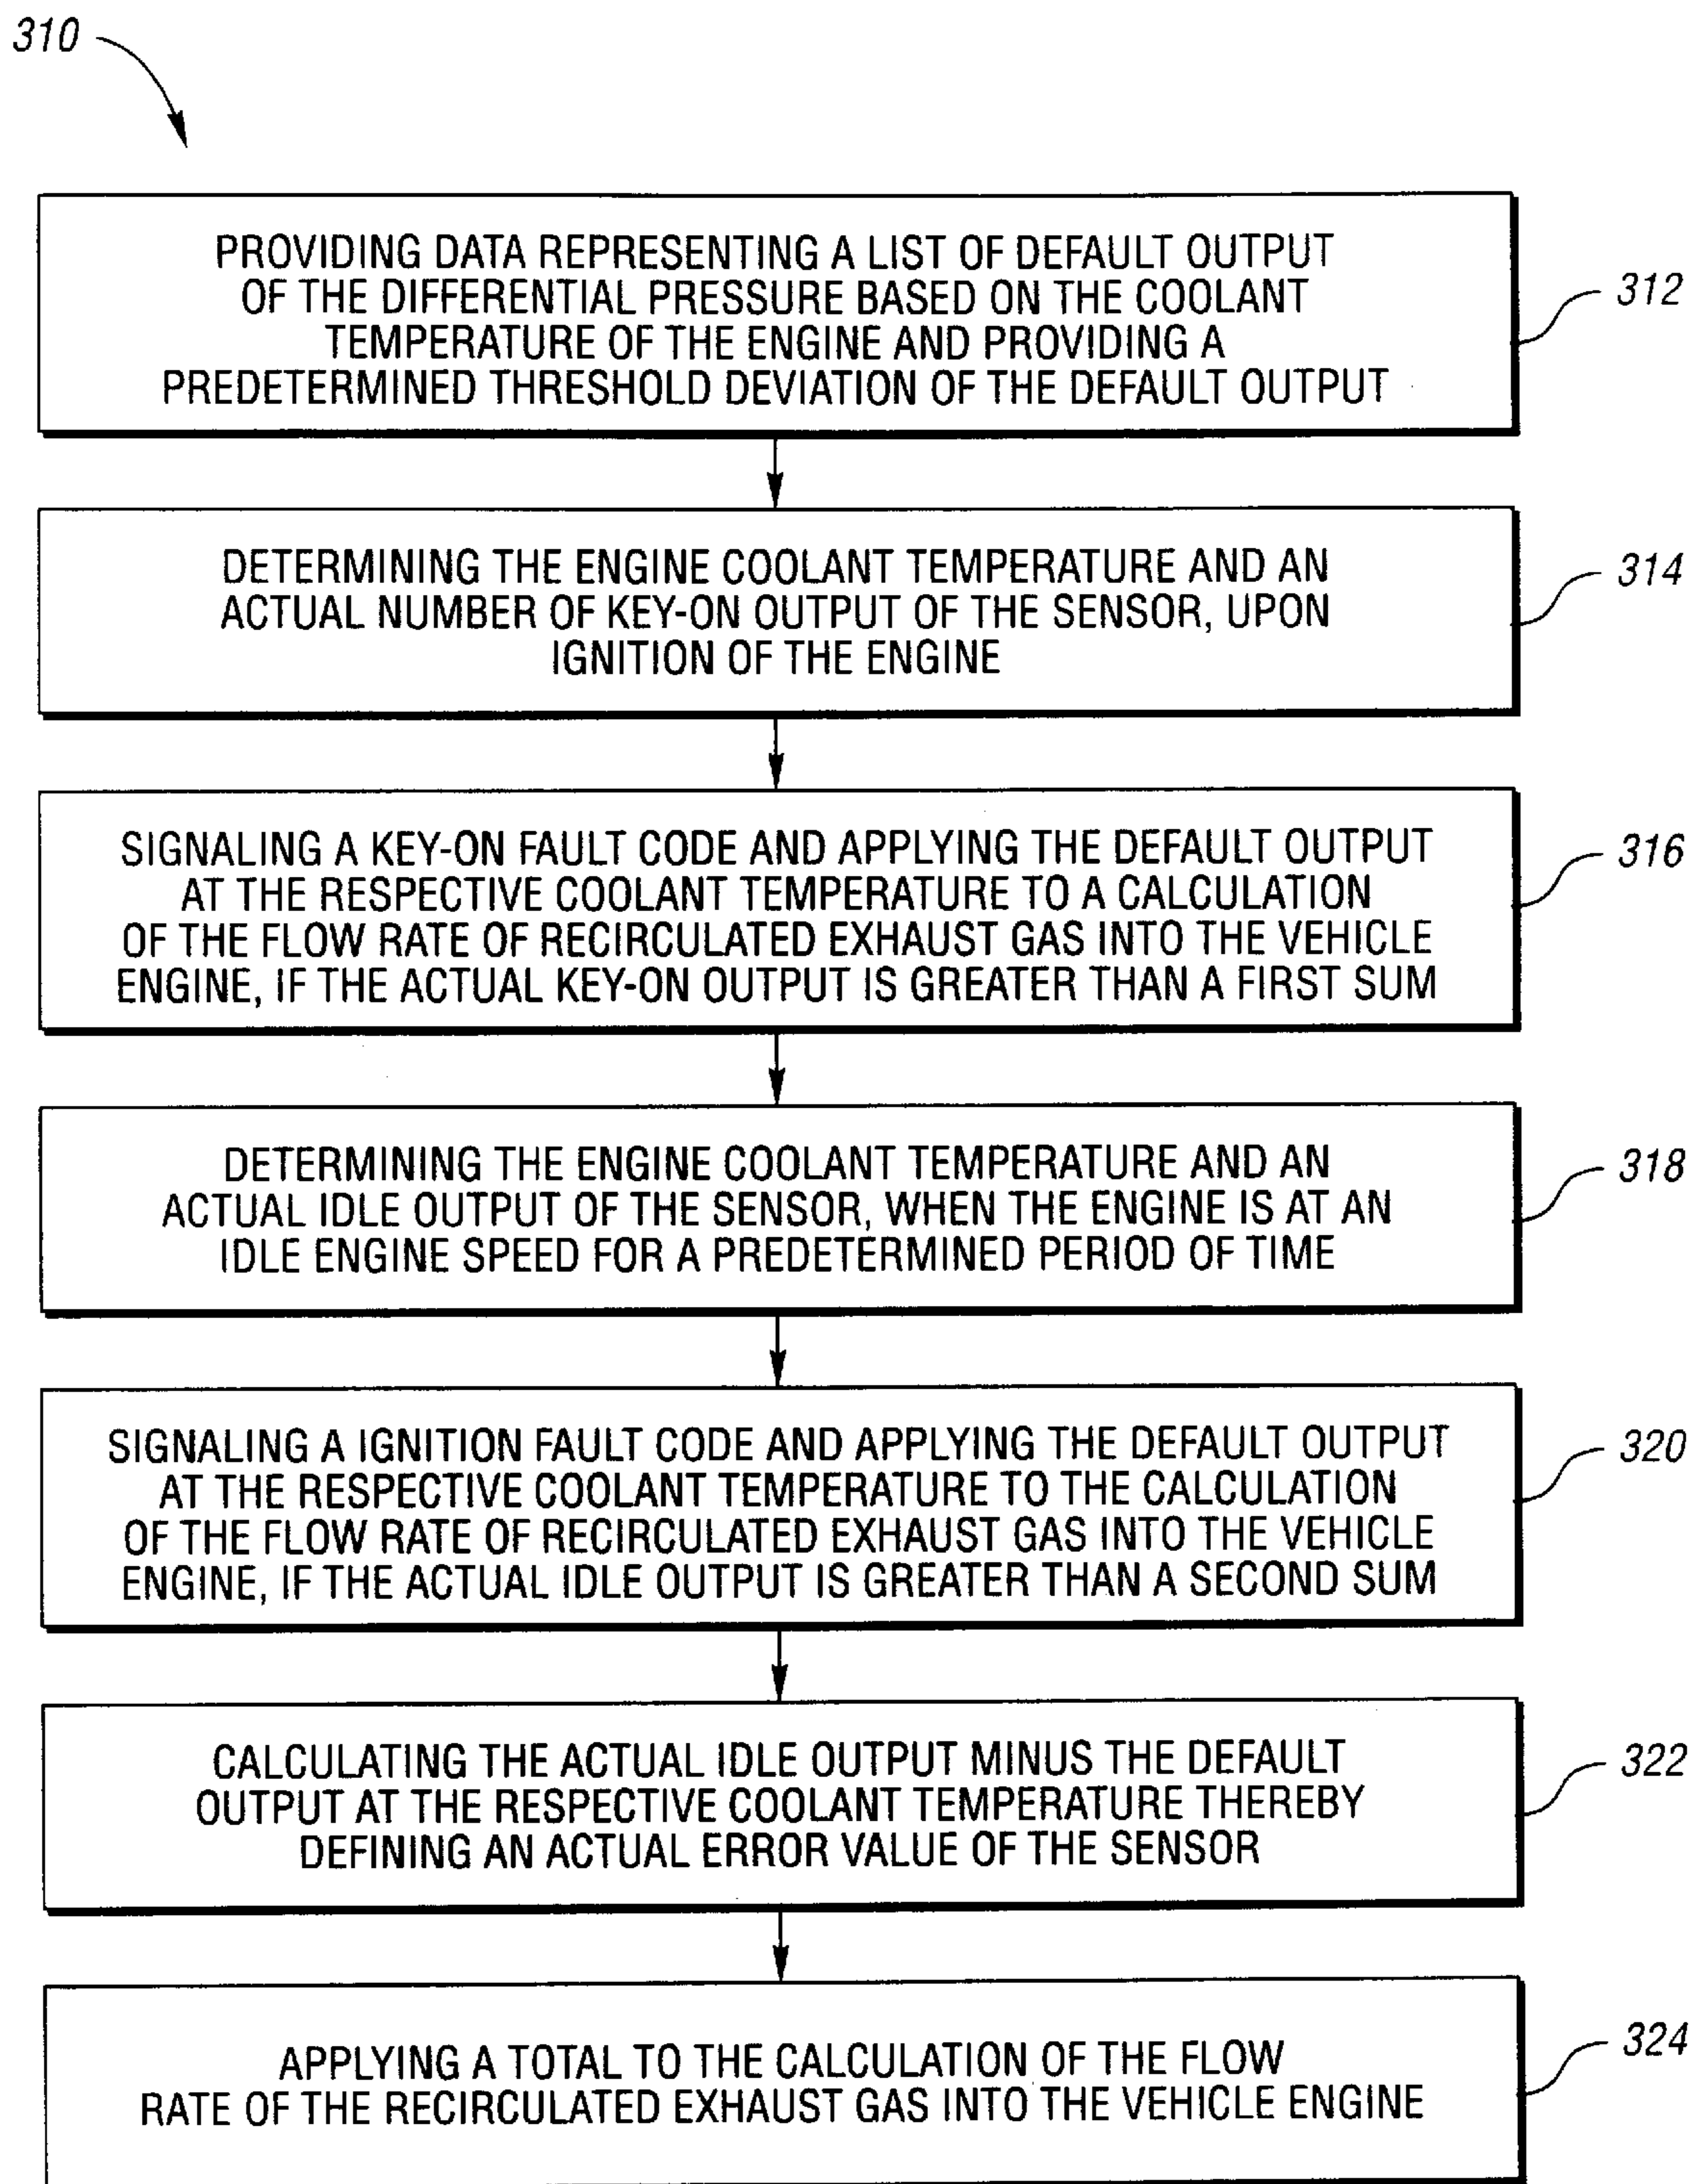 310
PROVIDING DATA REPRESENTING A LIST OF DEFAULT OUTPUT
OF THE DIFFERENTIAL PRESSURE BASED ON THE COOLANT
TEMPERATURE OF THE ENGINE AND PROVIDING A
PREDETERMINED THRESHOLD DEVIATION OF THE DEFAULT OUTPUT
312
DETERMINING THE ENGINE COOLANT TEMPERATURE AND AN
ACTUAL NUMBER OF KEY-ON OUTPUT OF THE SENSOR, UPON
IGNITION OF THE ENGINE
314
SIGNALING A KEY-ON FAULT CODE AND APPLYING THE DEFAULT OUTPUT
AT THE RESPECTIVE COOLANT TEMPERATURE TO A CALCULATION
OF THE FLOW RATE OF RECIRCULATED EXHAUST GAS INTO THE VEHICLE
ENGINE, IF THE ACTUAL KEY-ON OUTPUT IS GREATER THAN A FIRST SUM
316
DETERMINING THE ENGINE COOLANT TEMPERATURE AND AN
ACTUAL IDLE OUTPUT OF THE SENSOR, WHEN THE ENGINE IS AT AN
IDLE ENGINE SPEED FOR A PREDETERMINED PERIOD OF TIME
318
SIGNALING A IGNITION FAULT CODE AND APPLYING THE DEFAULT OUTPUT
AT THE RESPECTIVE COOLANT TEMPERATURE TO THE CALCULATION
OF THE FLOW RATE OF RECIRCULATED EXHAUST GAS INTO THE VEHICLE
ENGINE, IF THE ACTUAL IDLE OUTPUT IS GREATER THAN A SECOND SUM
320
CALCULATING THE ACTUAL IDLE OUTPUT MINUS THE DEFAULT
OUTPUT AT THE RESPECTIVE COOLANT TEMPERATURE THEREBY
DEFINING AN ACTUAL ERROR VALUE OF THE SENSOR
322
APPLYING A TOTAL TO THE CALCULATION OF THE FLOW
RATE OF THE RECIRCULATED EXHAUST GAS INTO THE VEHICLE ENGINE
324